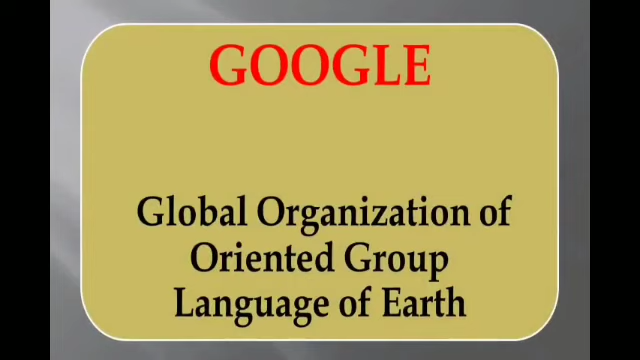 GOOGLE
Global Organization of
Oriented Group
Language of Earth